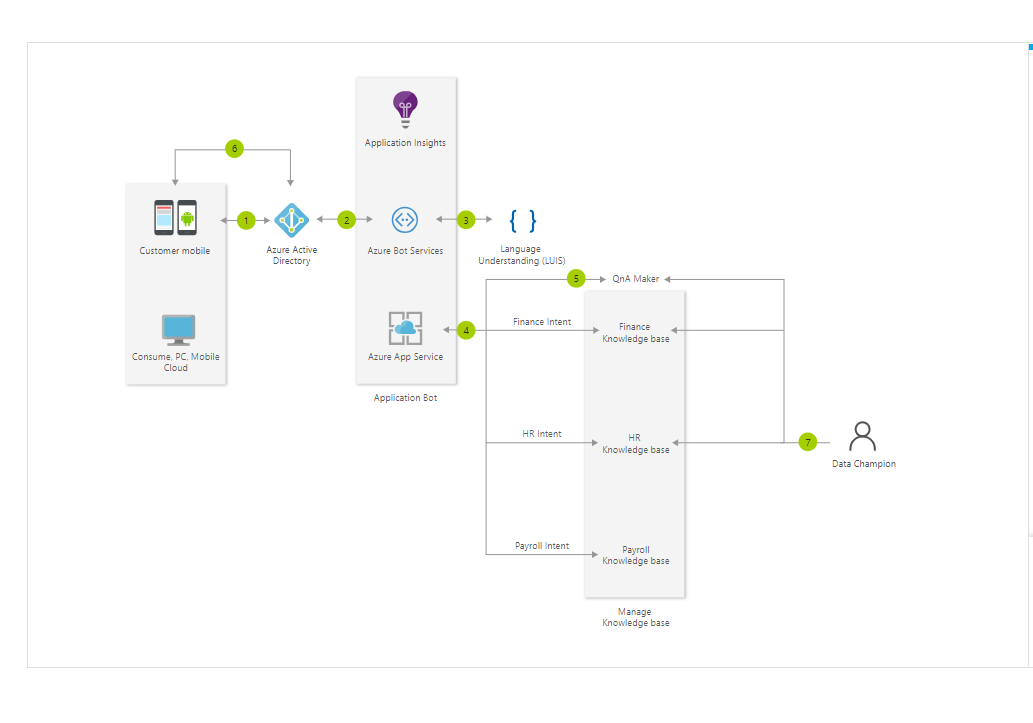 Application Insights
6
1
2
3
Customer mobile
Azure Active
Directory
Azure Bot Services
{ }
Language
Understanding (LUIS)
5
QnA Maker
Finance Intent
Finance
Knowledge base
4
Consume, PC, Mobile
Cloud
Azure App Service
Application Bot
HR Intent
HR
Knowledge base
7
Data Champion
Payroll Intent
Payroll
Knowledge base
Manage
Knowledge base